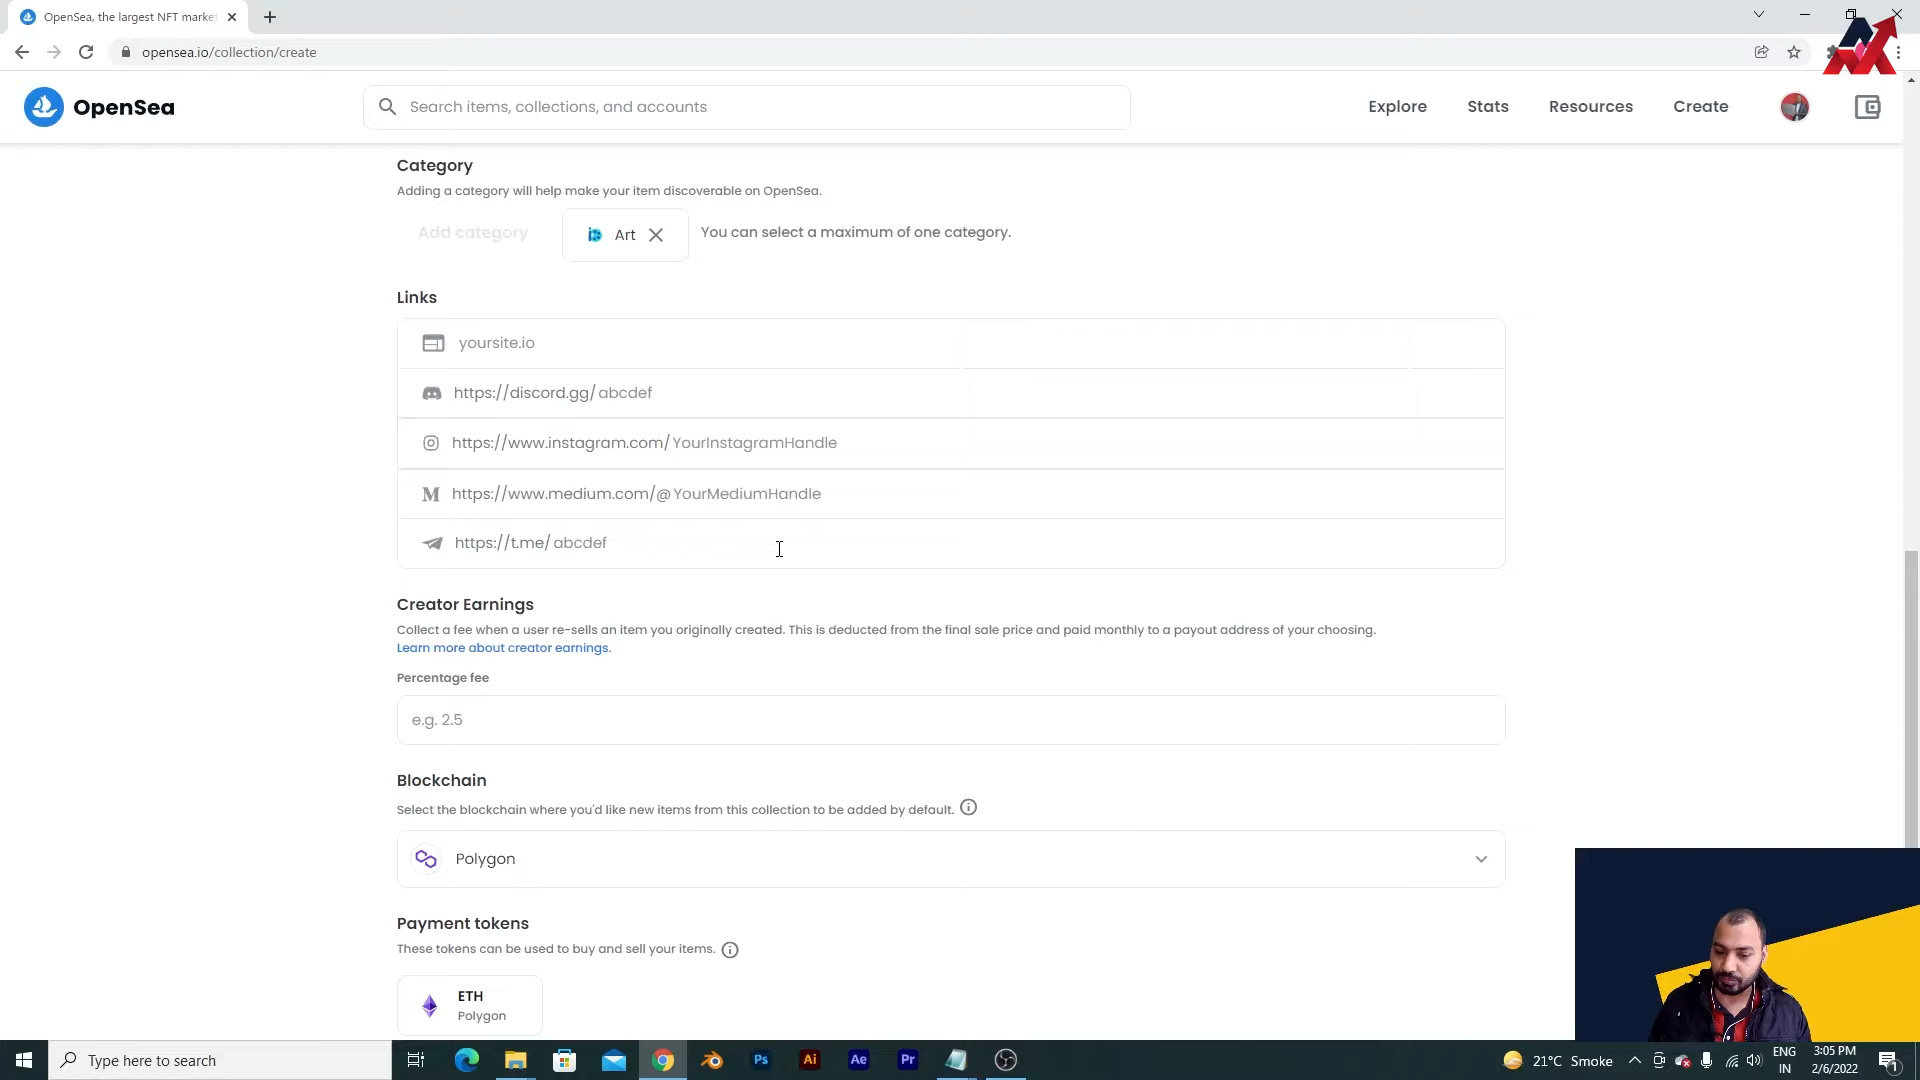 OpenSea, the largest NFT market
opensea.io/collection/create
OpenSea
Search items, collections, and accounts
Explore
Stats
Resources
Create
Category
Adding a category will help make your item discoverable on OpenSea.
Add category
Art
You can select a maximum of one category.
Links
yoursite.io
https://discord.gg/ abcdef
https://www.instagram.com/ YourInstagramHandle
https://www.medium.com/@ YourMediumHandle
https://t.me/ abcdef
Creator Earnings
Collect a fee when a user re-sells an item you originally created. This is deducted from the final sale price and paid monthly to a payout address of your choosing.
Learn more about creator earnings.
Percentage fee
e.g. 2.5
Blockchain
Select the blockchain where you'd like new items from this collection to be added by default.
Polygon
Payment tokens
These tokens can be used to buy and sell your items.
ETH
Polygon
Type here to search
Ps
Ai
Ae
Pr
21°C Smoke
ENG
IN
3:05 PM
2/6/2022
1